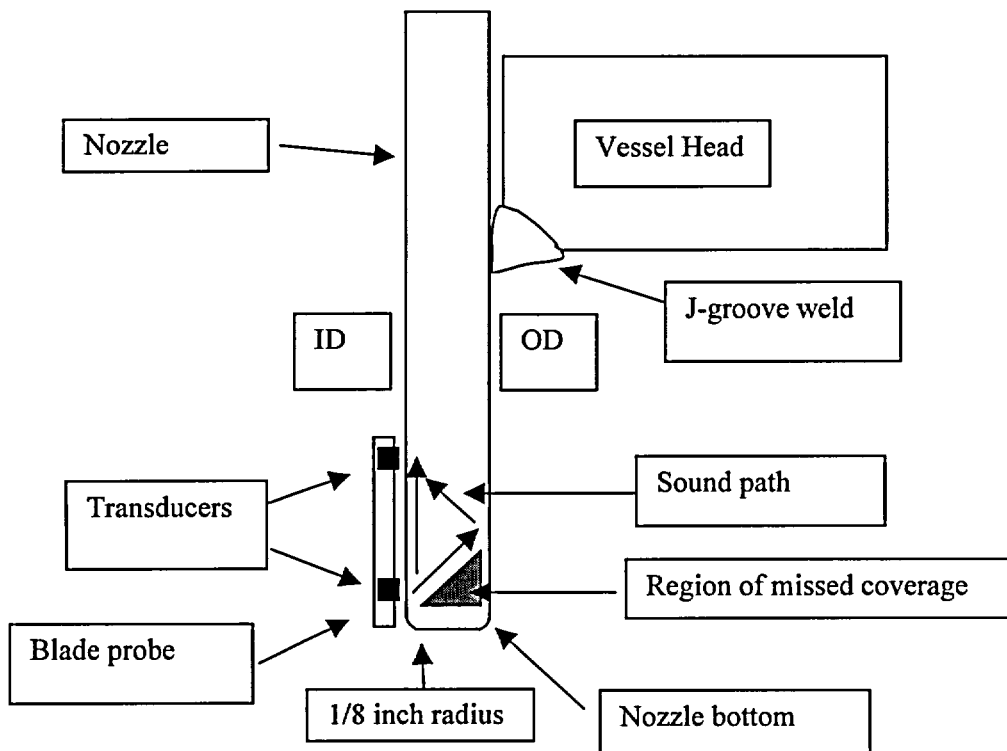 Nozzle
Vessel Head
J-groove weld
ID
OD
Transducers
Sound path
Region of missed coverage
Blade probe
1/8 inch radius
Nozzle bottom